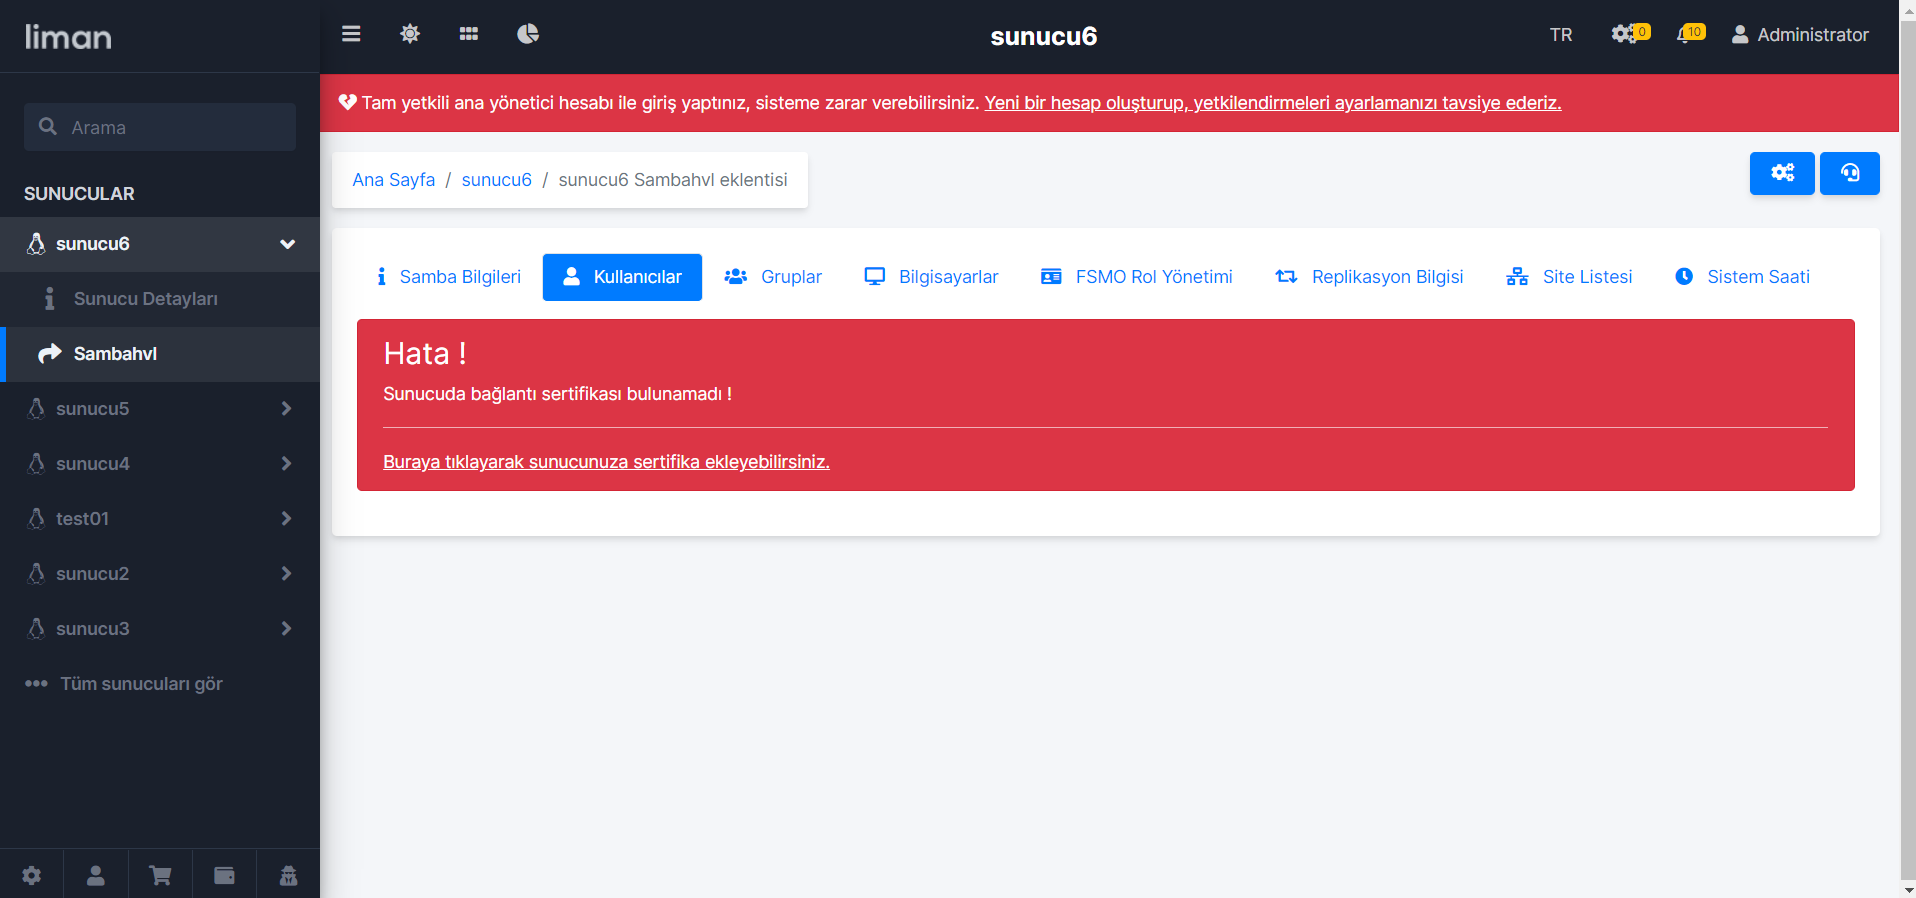 liman
sunucu6
TR
0
10
Administrator
Tam yetkili ana yönetici hesabı ile giriş yaptınız, sisteme zarar verebilirsiniz. Yeni bir hesap oluşturup, yetkilendirmeleri ayarlamanızı tavsiye ederiz.
Arama
SUNUCULAR
sunucu6
Sunucu Detayları
Sambahvl
sunucu5
sunucu4
test01
sunucu2
sunucu3
Tüm sunucuları gör
Ana Sayfa / sunucu6 / sunucu6 Sambahvl eklentisi
Samba Bilgileri
Kullanıcılar
Gruplar
Bilgisayarlar
FSMO Rol Yönetimi
Replikasyon Bilgisi
Site Listesi
Sistem Saati
Hata !
Sunucuda bağlantı sertifikası bulunamadı !
Buraya tıklayarak sunucunuza sertifika ekleyebilirsiniz.